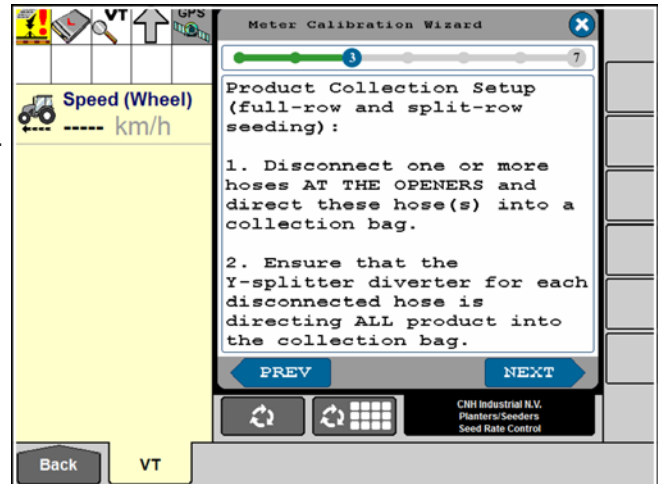 VT
GPS
Meter Calibration Wizard
3
7
Speed (Wheel)
----- km/h
Product Collection Setup
(full-row and split-row
seeding):
1. Disconnect one or more
hoses AT THE OPENERS and
direct these hose(s) into a
collection bag.
2. Ensure that the
Y-splitter diverter for each
disconnected hose is
directing ALL product into
the collection bag.
PREV
NEXT
CNH Industrial N.V.
Planters/Seeders
Seed Rate Control
Back
VT